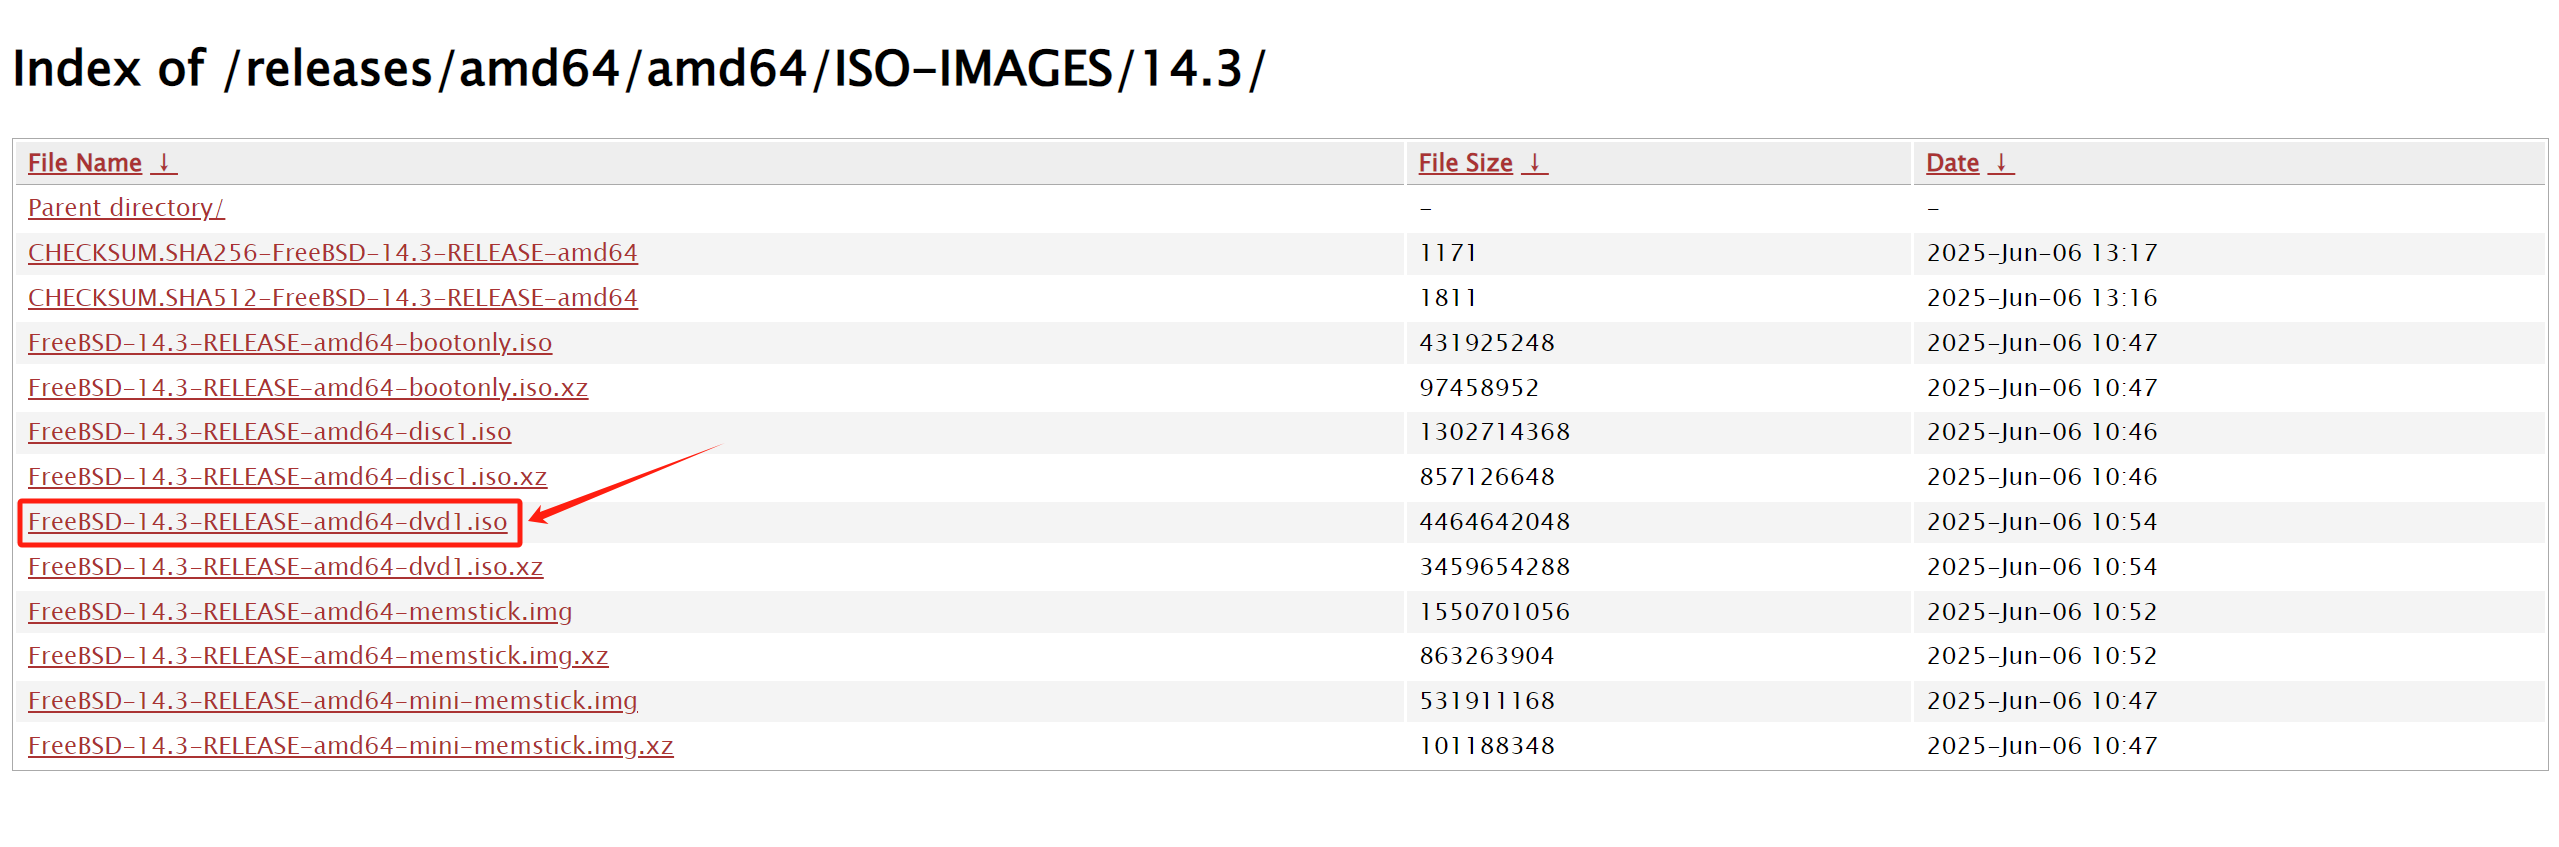 Index of /releases/amd64/amd64/ISO-IMAGES/14.3/
File Name ↓ File Size ↓ Date ↓
Parent directory/ - -
CHECKSUM.SHA256-FreeBSD-14.3-RELEASE-amd64 1171 2025-Jun-06 13:17
CHECKSUM.SHA512-FreeBSD-14.3-RELEASE-amd64 1811 2025-Jun-06 13:16
FreeBSD-14.3-RELEASE-amd64-bootonly.iso 431925248 2025-Jun-06 10:47
FreeBSD-14.3-RELEASE-amd64-bootonly.iso.xz 97458952 2025-Jun-06 10:47
FreeBSD-14.3-RELEASE-amd64-disc1.iso 1302714368 2025-Jun-06 10:46
FreeBSD-14.3-RELEASE-amd64-disc1.iso.xz 857126648 2025-Jun-06 10:46
FreeBSD-14.3-RELEASE-amd64-dvd1.iso 4464642048 2025-Jun-06 10:54
FreeBSD-14.3-RELEASE-amd64-dvd1.iso.xz 3459654288 2025-Jun-06 10:54
FreeBSD-14.3-RELEASE-amd64-memstick.img 1550701056 2025-Jun-06 10:52
FreeBSD-14.3-RELEASE-amd64-memstick.img.xz 863263904 2025-Jun-06 10:52
FreeBSD-14.3-RELEASE-amd64-mini-memstick.img 531911168 2025-Jun-06 10:47
FreeBSD-14.3-RELEASE-amd64-mini-memstick.img.xz 101188348 2025-Jun-06 10:47